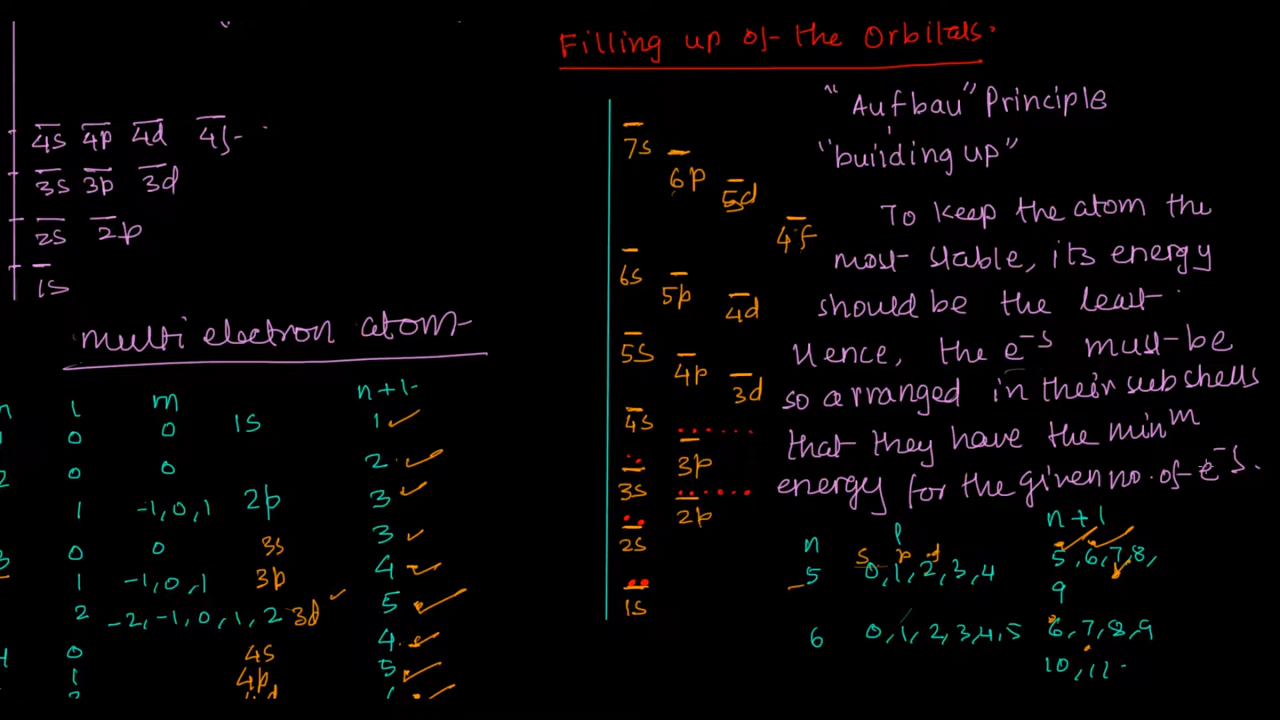 Filling up of the Orbitals.
4s 4p 4d 4f
3s 3p 3d
2s 2p
1s
multi electron atom
l m n+l
0 0 1s 1
2 0 0 2
1 -1,0,1 2p 3
3 0 0 3s 3
1 -1,0,1 3p 4
2 -2,-1,0,1,2 3d 5
0 4s 4
1 4p 5
7s
6p
5d
4f
6s
5p
4d
5s
4p
3d
4s
3p
3s
2p
2s
1s
"Aufbau" Principle
"building up"
To keep the atom the
most stable, its energy
should be the least
Hence, the e-s must be
so arranged in their subshells
that they have the minm
energy for the given no. of e-s.
n l n+l
s p d
5 0,1,2,3,4 5,6,7,8,
9
6 0,1,2,3,4,5 6,7,8,9
10,11